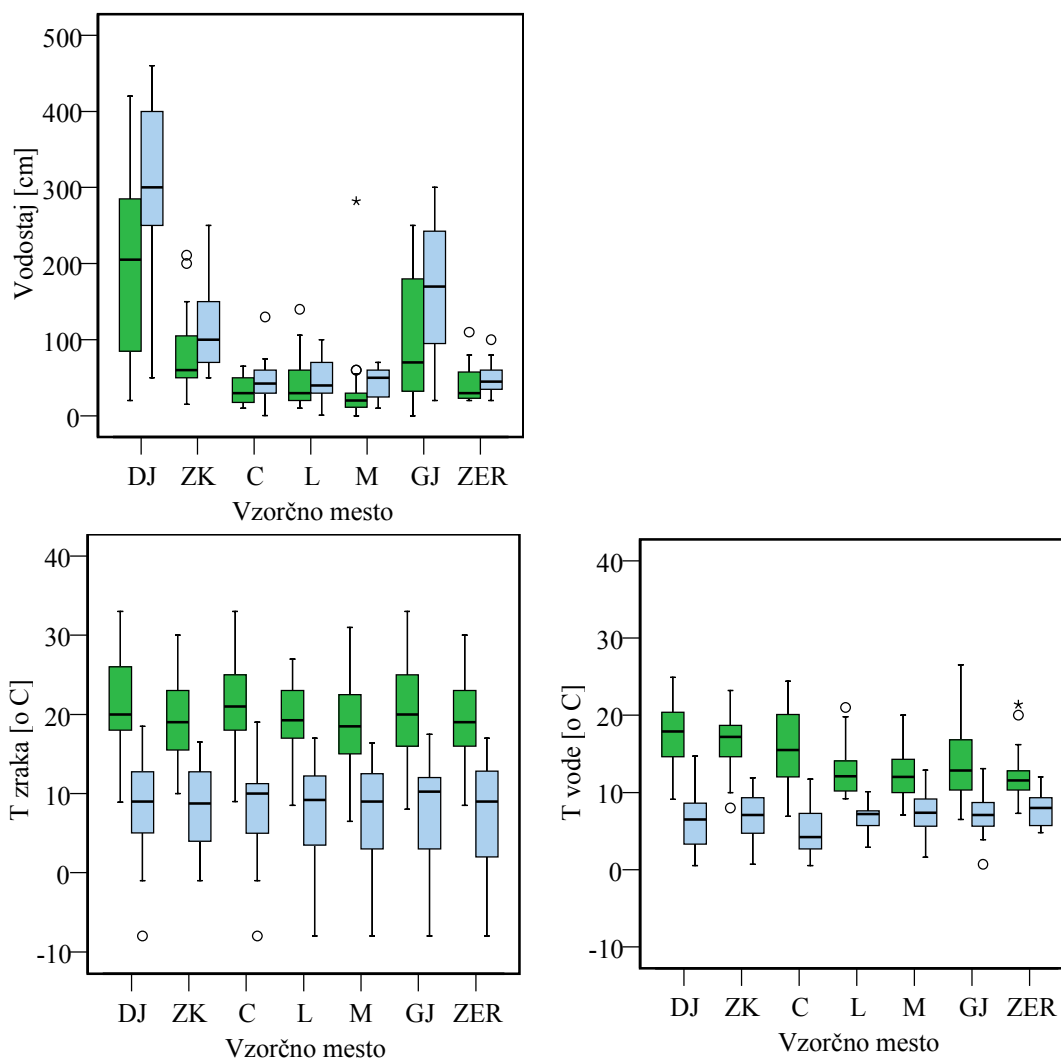 Vodostaj [cm]
500
400
300
200
100
0
DJ ZK C L M GJ ZER
Vzorčno mesto
T zraka [o C]
40
30
20
10
0
-10
DJ ZK C L M GJ ZER
Vzorčno mesto
T vode [o C]
40
30
20
10
0
-10
DJ ZK C L M GJ ZER
Vzorčno mesto